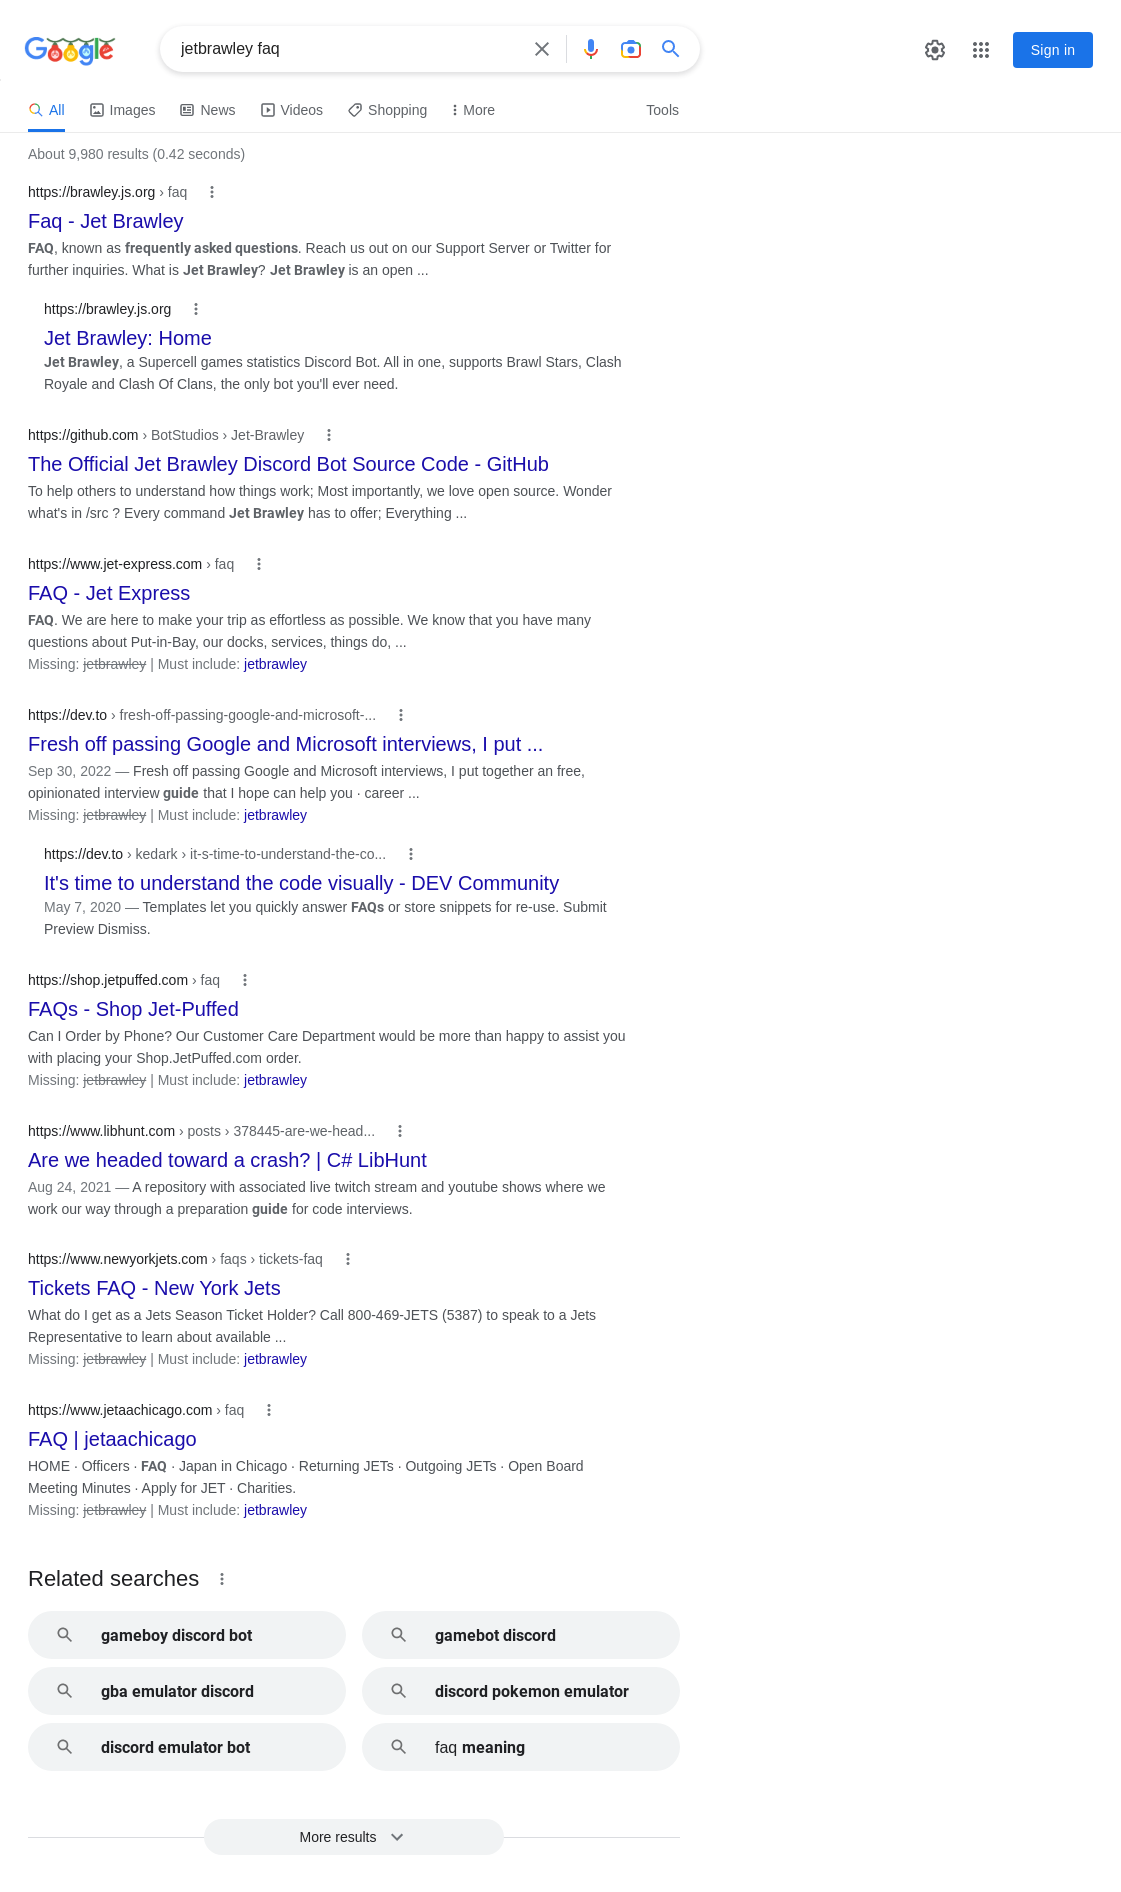 Google
jetbrawley faq
Sign in
All Images News Videos Shopping More Tools
About 9,980 results (0.42 seconds)
https://brawley.js.org › faq
Faq - Jet Brawley
FAQ, known as frequently asked questions. Reach us out on our Support Server or Twitter for
further inquiries. What is Jet Brawley? Jet Brawley is an open ...
https://brawley.js.org
Jet Brawley: Home
Jet Brawley, a Supercell games statistics Discord Bot. All in one, supports Brawl Stars, Clash
Royale and Clash Of Clans, the only bot you'll ever need.
https://github.com › BotStudios › Jet-Brawley
The Official Jet Brawley Discord Bot Source Code - GitHub
To help others to understand how things work; Most importantly, we love open source. Wonder
what's in /src ? Every command Jet Brawley has to offer; Everything ...
https://www.jet-express.com › faq
FAQ - Jet Express
FAQ. We are here to make your trip as effortless as possible. We know that you have many
questions about Put-in-Bay, our docks, services, things do, ...
Missing: jetbrawley | Must include: jetbrawley
https://dev.to › fresh-off-passing-google-and-microsoft-...
Fresh off passing Google and Microsoft interviews, I put ...
Sep 30, 2022 — Fresh off passing Google and Microsoft interviews, I put together an free,
opinionated interview guide that I hope can help you · career ...
Missing: jetbrawley | Must include: jetbrawley
https://dev.to › kedark › it-s-time-to-understand-the-co...
It's time to understand the code visually - DEV Community
May 7, 2020 — Templates let you quickly answer FAQs or store snippets for re-use. Submit
Preview Dismiss.
https://shop.jetpuffed.com › faq
FAQs - Shop Jet-Puffed
Can I Order by Phone? Our Customer Care Department would be more than happy to assist you
with placing your Shop.JetPuffed.com order.
Missing: jetbrawley | Must include: jetbrawley
https://www.libhunt.com › posts › 378445-are-we-head...
Are we headed toward a crash? | C# LibHunt
Aug 24, 2021 — A repository with associated live twitch stream and youtube shows where we
work our way through a preparation guide for code interviews.
https://www.newyorkjets.com › faqs › tickets-faq
Tickets FAQ - New York Jets
What do I get as a Jets Season Ticket Holder? Call 800-469-JETS (5387) to speak to a Jets
Representative to learn about available ...
Missing: jetbrawley | Must include: jetbrawley
https://www.jetaachicago.com › faq
FAQ | jetaachicago
HOME · Officers · FAQ · Japan in Chicago · Returning JETs · Outgoing JETs · Open Board
Meeting Minutes · Apply for JET · Charities.
Missing: jetbrawley | Must include: jetbrawley
Related searches
gameboy discord bot
gamebot discord
gba emulator discord
discord pokemon emulator
discord emulator bot
faq meaning
More results